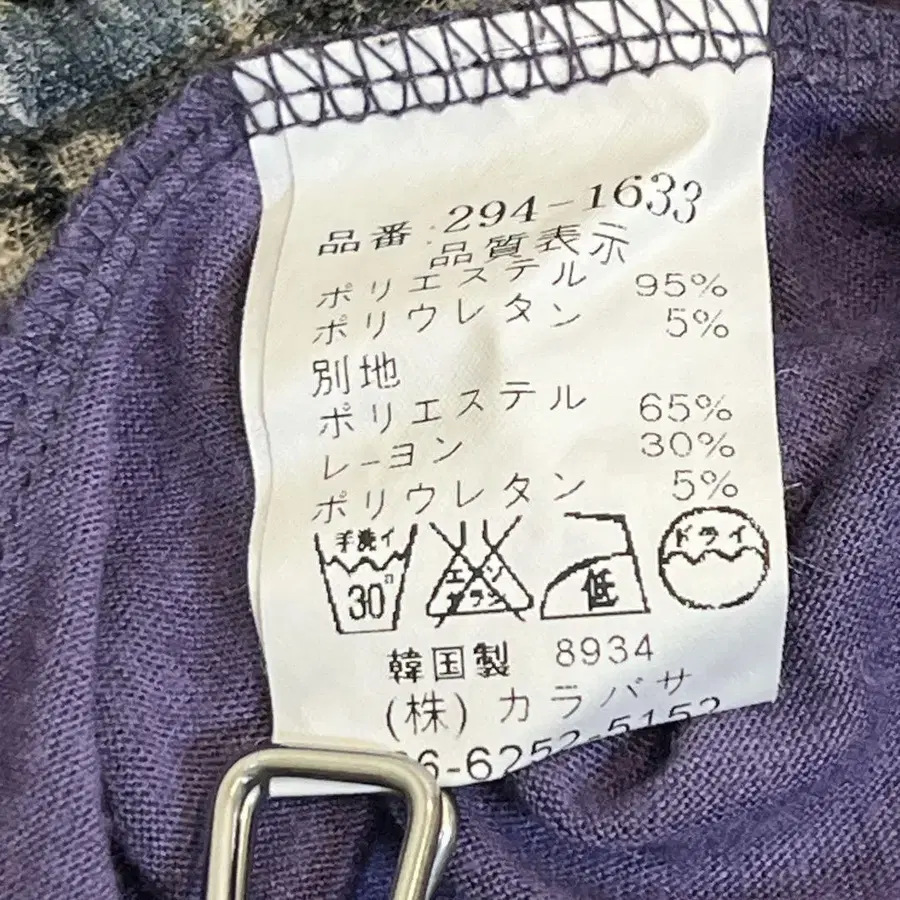 品番:294-1633
品質表示
ポリエステル 95%
ポリウレタン 5%
別地
ポリエステル 65%
レーヨン 30%
ポリウレタン 5%
手洗イ
30
エンソ
サラシ
低
ドライ
韓国製 8934
(株)カラバサ
6-6252-5152